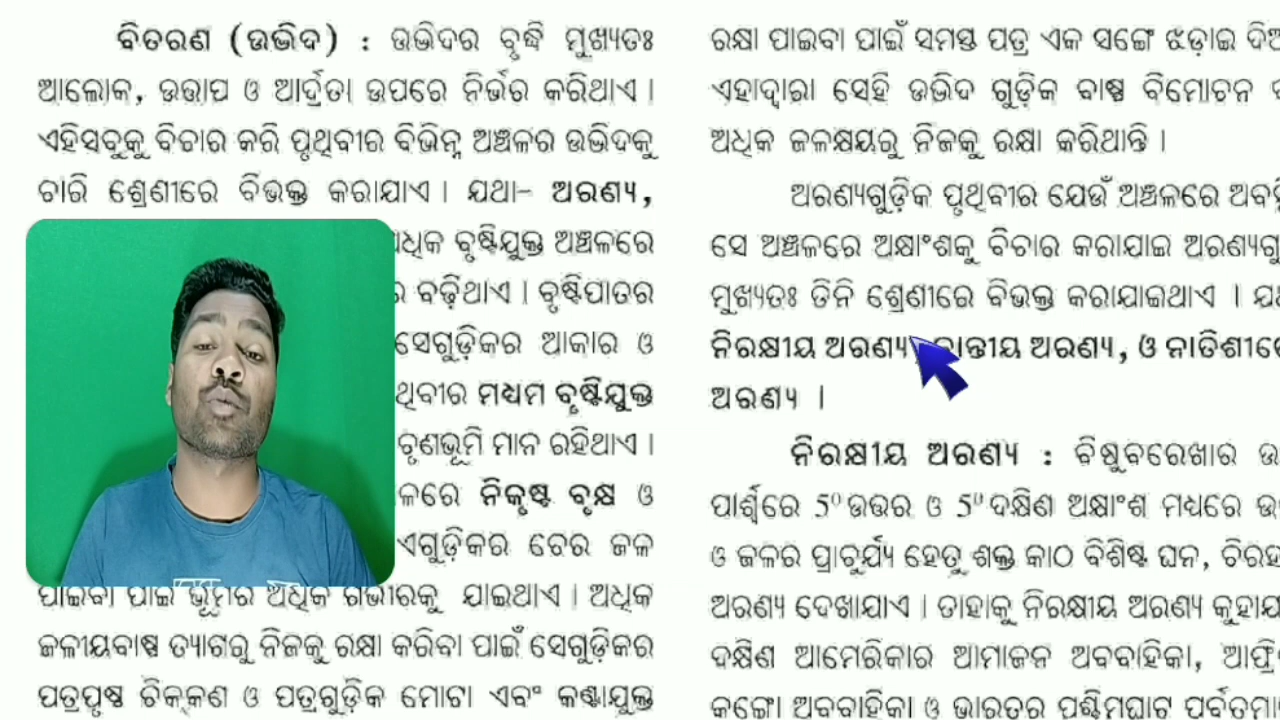 ବିତରଣ (ଉଦ୍ଭିଦ) : ଉଦ୍ଭିଦର ବୃଦ୍ଧି ମୁଖ୍ୟତଃ
ଆଲୋକ, ଉତ୍ତାପ ଓ ଆର୍ଦ୍ରତା ଉପରେ ନିର୍ଭର କରିଥାଏ ।
ଏହିସବୁକୁ ବିଚାର କରି ପୃଥିବୀର ବିଭିନ୍ନ ଅଞ୍ଚଳର ଉଦ୍ଭିଦକୁ
ଚାରି ଶ୍ରେଣୀରେ ବିଭକ୍ତ କରାଯାଏ । ଯଥା- ଅରଣ୍ୟ,
ବୃଷ୍ଟିଯୁକ୍ତ ଅଞ୍ଚଳରେ
ବଢ଼ିଥାଏ । ବୃଷ୍ଟିପାତର
ସେଗୁଡ଼ିକର ଆକାର ଓ
ମଧ୍ୟମ ବୃଷ୍ଟିଯୁକ୍ତ
ତୃଣଭୂମି ମାନ ରହିଥାଏ ।
ନିକୃଷ୍ଟ ବୃକ୍ଷ ଓ
ଏଗୁଡ଼ିକର ଚେର ଜଳ
ପାଇବା ପାଇଁ ଭୂମିର ଅଧିକ ଗଭୀରକୁ ଯାଇଥାଏ । ଅଧିକ
ଜଳୀୟବାଷ୍ପ ତ୍ୟାଗରୁ ନିଜକୁ ରକ୍ଷା କରିବା ପାଇଁ ସେଗୁଡ଼ିକର
ପତ୍ରପୃଷ୍ଠ ଚିକ୍କଣ ଓ ପତ୍ରଗୁଡ଼ିକ ମୋଟା ଏବଂ କଣ୍ଟାଯୁକ୍ତ
ରକ୍ଷା ପାଇବା ପାଇଁ ସମସ୍ତ ପତ୍ର ଏକ ସଙ୍ଗେ ଝଡ଼ାଇ
ଏହାଦ୍ୱାରା ସେହି ଉଦ୍ଭିଦ ଗୁଡ଼ିକ ବାଷ୍ପ ବିମୋଚନ
ଅଧିକ ଜଳକ୍ଷୟରୁ ନିଜକୁ ରକ୍ଷା କରିଥାନ୍ତି ।
ଅରଣ୍ୟଗୁଡ଼ିକ ପୃଥିବୀର ଯେଉଁ ଅଞ୍ଚଳରେ
ସେ ଅଞ୍ଚଳରେ ଅକ୍ଷାଂଶକୁ ବିଚାର କରାଯାଇ
ମୁଖ୍ୟତଃ ତିନି ଶ୍ରେଣୀରେ ବିଭକ୍ତ କରାଯାଇଥାଏ ।
ନିରକ୍ଷୀୟ ଅରଣ୍ୟ ଅରଣ୍ୟ, ଓ
ଅରଣ୍ୟ ।
ନିରକ୍ଷୀୟ ଅରଣ୍ୟ : ବିଷୁବରେଖାର
ପାର୍ଶ୍ୱରେ 5⁰ ଉତ୍ତର ଓ 5⁰ ଦକ୍ଷିଣ ଅକ୍ଷାଂଶ ମଧ୍ୟରେ
ଓ ଜଳର ପ୍ରାଚୁର୍ଯ୍ୟ ହେତୁ ଶକ୍ତ କାଠ ବିଶିଷ୍ଟ ଘନ,
ଅରଣ୍ୟ ଦେଖାଯାଏ । ତାହାକୁ ନିରକ୍ଷୀୟ ଅରଣ୍ୟ
ଦକ୍ଷିଣ ଆମେରିକାର ଆମାଜନ ଅବବାହିକା,
କଙ୍ଗୋ ଅବବାହିକା ଓ ଭାରତର ପଶ୍ଚିମଘାଟ